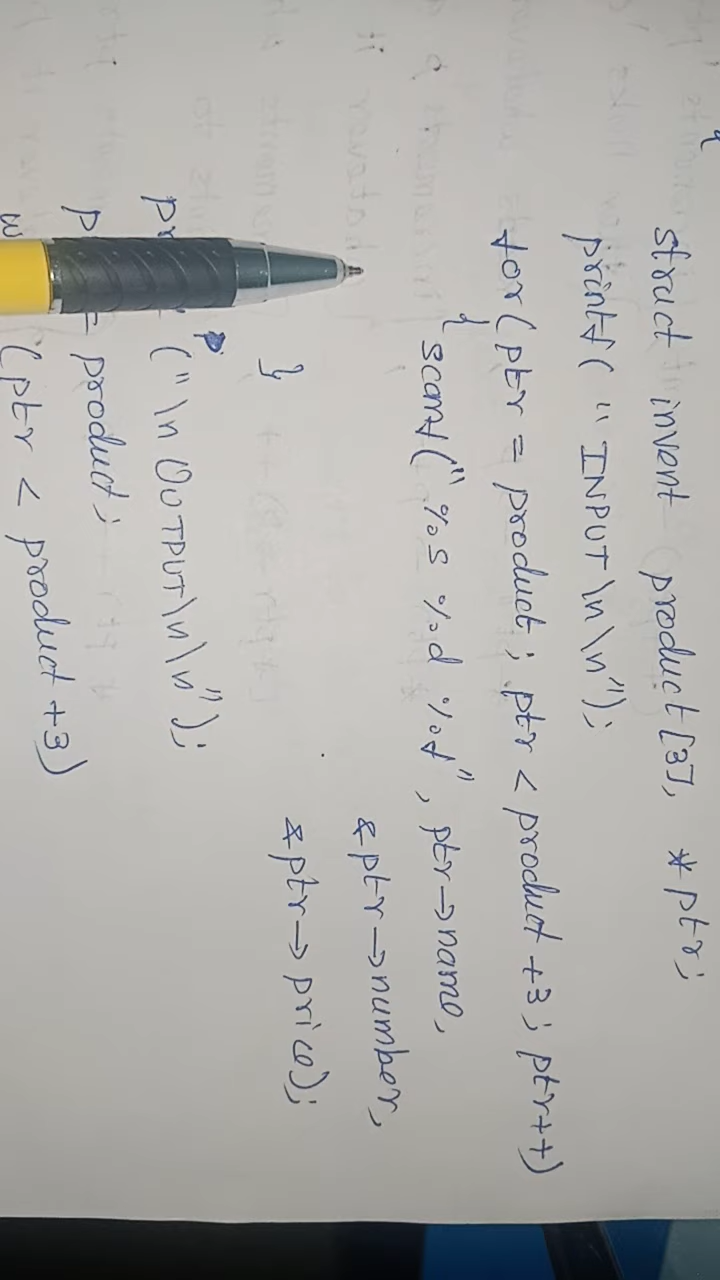 {
struct invent product[3], *ptr;
printf("INPUT\n\n");
for(ptr = product; ptr < product +3; ptr++)
{
scanf("%s %d %f", ptr→name,
&ptr→number,
&ptr→price);
}
("\n OUTPUT\n\n");
= product;
(ptr < product +3)